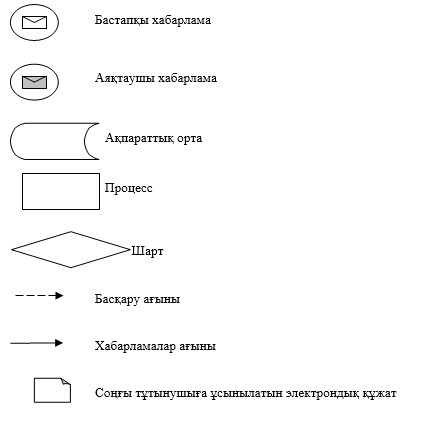 Бастапқы хабарлама
Аяқтаушы хабарлама
Ақпараттық орта
Процесс
Шарт
Басқару ағыны
Хабарламалар ағыны
Соңғы тұтынушыға ұсынылатын электрондық құжат